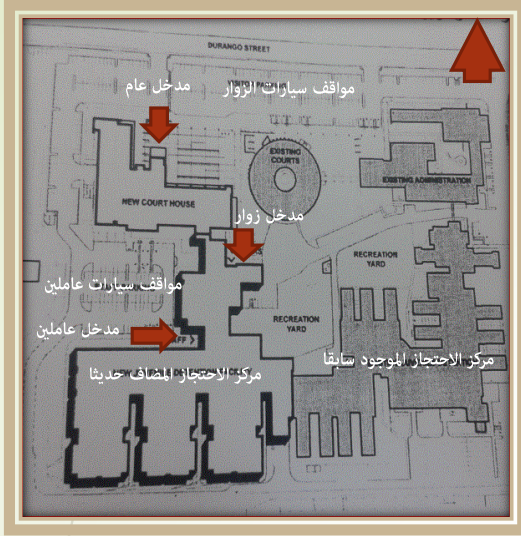 DURANGO STREET
مواقف سيارات الزوار
مدخل عام
EXISTING
COURTS
EXISTING ADMINISTRATION
NEW COURT HOUSE
مدخل زوار
RECREATION
YARD
مواقف سيارات عاملين
RECREATION
YARD
مدخل عاملين
مركز الاحتجاز الموجود سابقا
مركز الاحتجاز المضاف حديثا